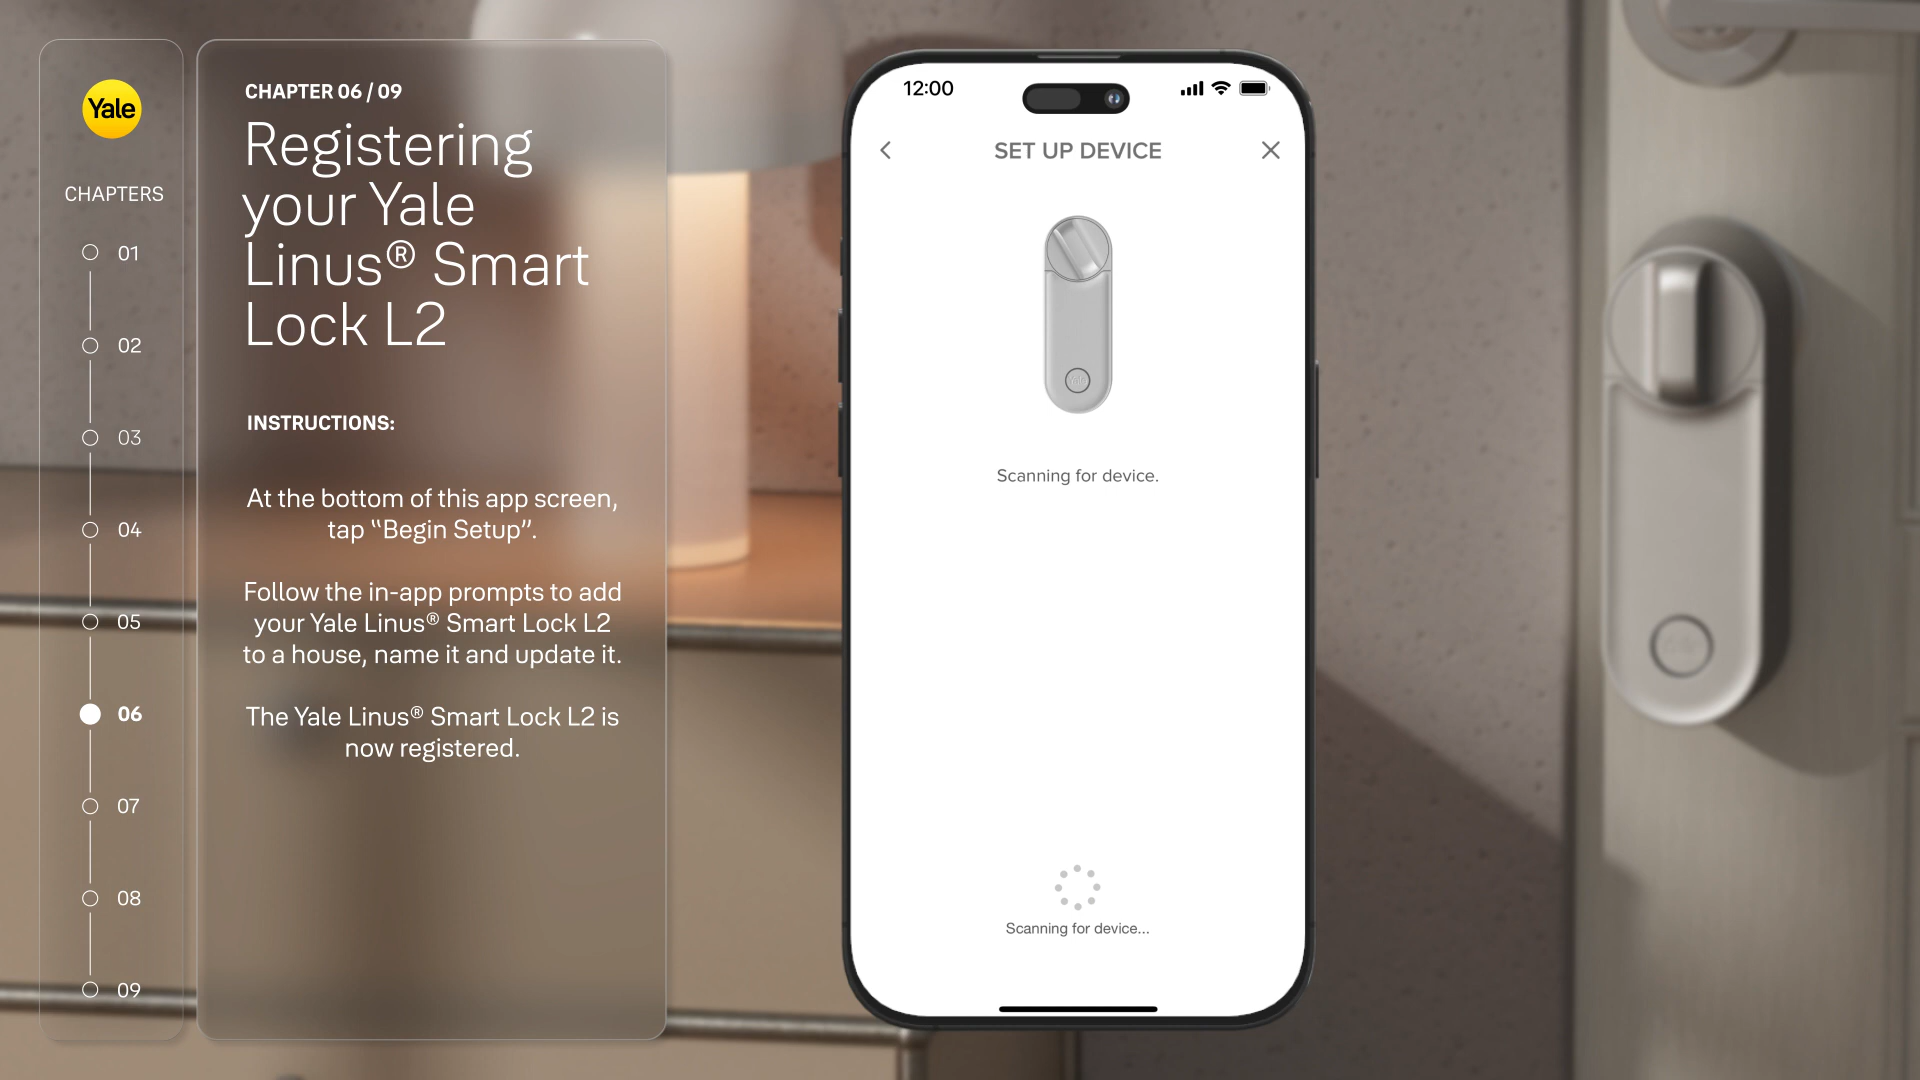 Yale
CHAPTERS
01
02
03
04
05
06
07
08
09
CHAPTER 06 / 09
Registering
your Yale
Linus® Smart
Lock L2
INSTRUCTIONS:
At the bottom of this app screen,
tap “Begin Setup”.
Follow the in-app prompts to add
your Yale Linus® Smart Lock L2
to a house, name it and update it.
The Yale Linus® Smart Lock L2 is
now registered.
12:00
SET UP DEVICE
Scanning for device.
Scanning for device...